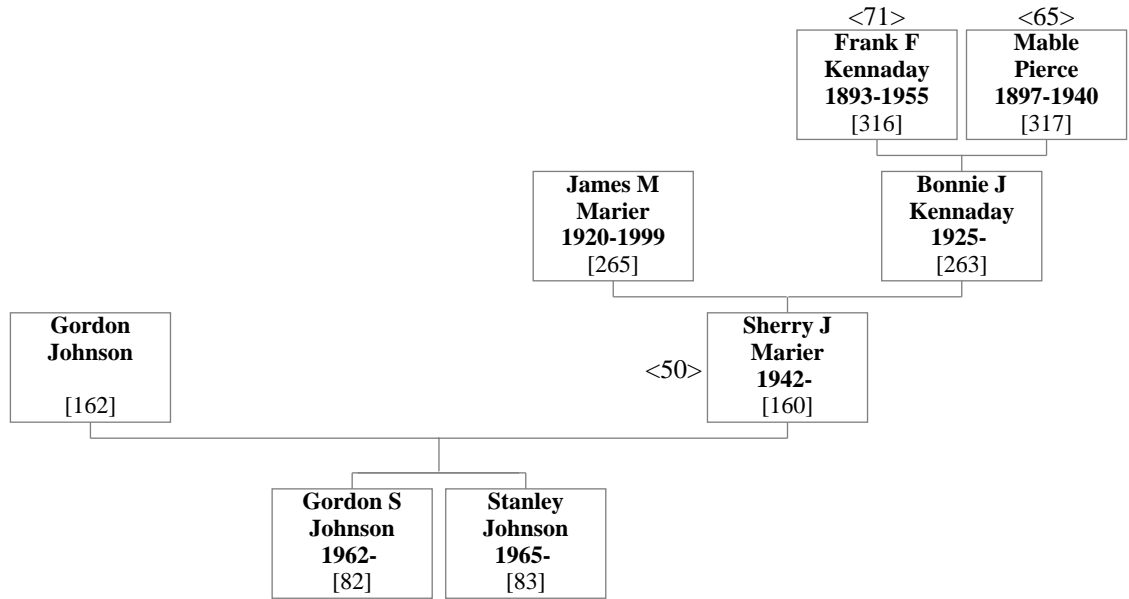 <71>
<65>
Frank F
Kennaday
1893-1955
[316]
Mable
Pierce
1897-1940
[317]
James M
Marier
1920-1999
[265]
Bonnie J
Kennaday
1925-
[263]
Gordon
Johnson
[162]
<50>
Sherry J
Marier
1942-
[160]
Gordon S
Johnson
1962-
[82]
Stanley
Johnson
1965-
[83]